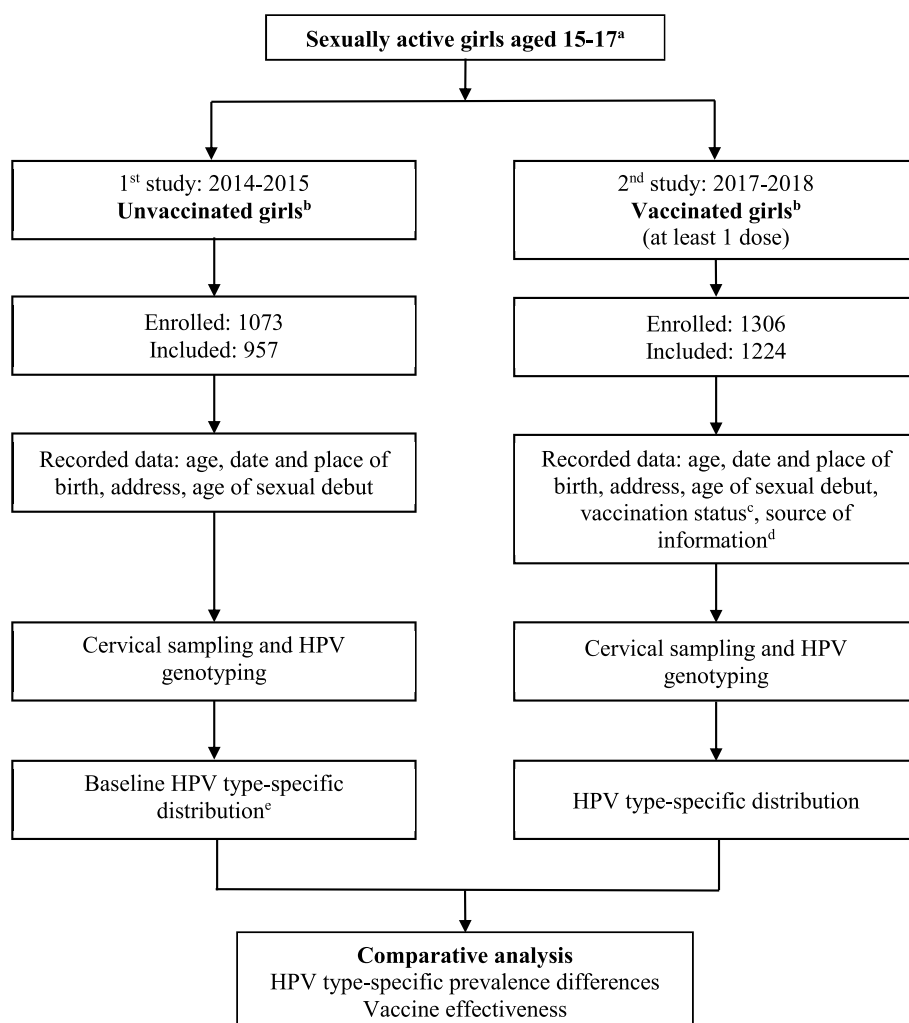 Sexually active girls aged 15-17ᵃ
1ˢᵗ study: 2014-2015
Unvaccinated girlsᵇ
2ⁿᵈ study: 2017-2018
Vaccinated girlsᵇ
(at least 1 dose)
Enrolled: 1073
Included: 957
Enrolled: 1306
Included: 1224
Recorded data: age, date and place of
birth, address, age of sexual debut
Recorded data: age, date and place of
birth, address, age of sexual debut,
vaccination statusᶜ, source of
informationᵈ
Cervical sampling and HPV
genotyping
Cervical sampling and HPV
genotyping
Baseline HPV type-specific
distributionᵉ
HPV type-specific distribution
Comparative analysis
HPV type-specific prevalence differences
Vaccine effectiveness